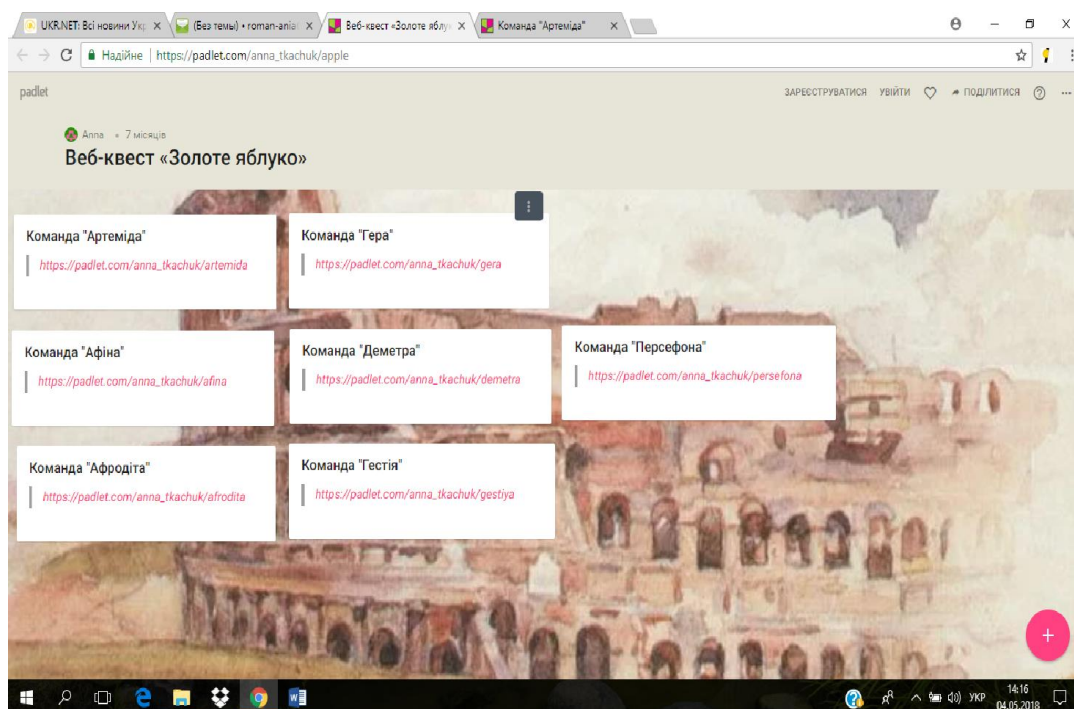 UKR.NET: Всі новини Укр
(Без темы) • roman-ania
Веб-квест «Золоте яблу
Команда "Артеміда"
Надійне | https://padlet.com/anna_tkachuk/apple
padlet
ЗАРЕЄСТРУВАТИСЯ УВІЙТИ ПОДІЛИТИСЯ
Anna • 7 місяців
Веб-квест «Золоте яблуко»
Команда "Артеміда"
https://padlet.com/anna_tkachuk/artemida
Команда "Гера"
https://padlet.com/anna_tkachuk/gera
Команда "Афіна"
https://padlet.com/anna_tkachuk/afina
Команда "Деметра"
https://padlet.com/anna_tkachuk/demetra
Команда "Персефона"
https://padlet.com/anna_tkachuk/persefona
Команда "Афродіта"
https://padlet.com/anna_tkachuk/afrodita
Команда "Гестія"
https://padlet.com/anna_tkachuk/gestiya
УКР
14:16
04.05.2018